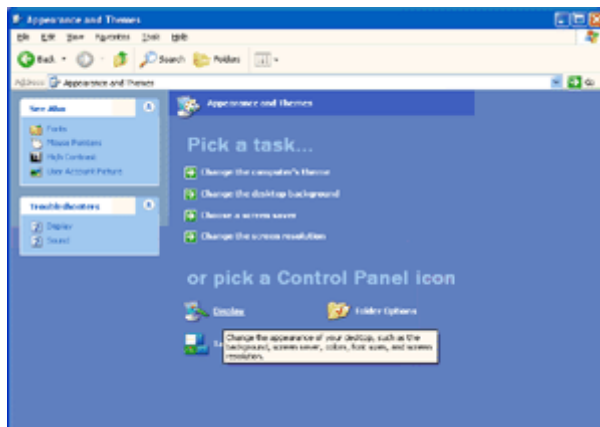 Appearance and Themes
File Edit View Favorites Tools Help
Back Search Folders
Address Appearance and Themes Go
See Also
Fonts
Mouse Pointers
High Contrast
User Account Picture
Troubleshooters
Display
Sound
Appearance and Themes
Pick a task...
Change the computer's theme
Change the desktop background
Choose a screen saver
Change the screen resolution
or pick a Control Panel icon
Display Folder Options
Change the appearance of your desktop, such as the
background, screen saver, colors, font sizes, and screen
resolution.